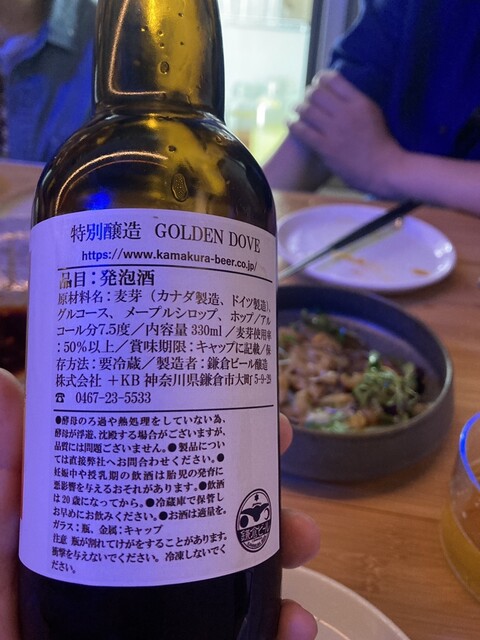 特別醸造 GOLDEN DOVE
https://www.kamakura-beer.co.jp/
品目：発泡酒
原材料名：麦芽（カナダ製造、ドイツ製造）、
グルコース、メープルシロップ、ホップ／アル
コール分7.5度／内容量 330ml ／麦芽使用率
：50％以上／賞味期限：キャップに記載／保
存方法：要冷蔵／製造者：鎌倉ビール醸造
株式会社 ＋KB 神奈川県鎌倉市大町 5-9-29
☎ 0467-23-5533
●酵母のろ過や熱処理をしていない為、
酵母が浮遊、沈殿する場合がございますが、
品質には問題ございません。●製品につい
ては直接弊社へお問合わせください。●
妊娠中や授乳期の飲酒は胎児の発育に
悪影響を与えるおそれがあります。●飲酒
は20歳になってから。●冷蔵庫で保管し
お早めにお飲みください。●お酒は適量を。
ガラス：瓶、金属：キャップ
注意 瓶が割れてけがをすることがあります。
衝撃を与えないでください。冷凍しないでく
ださい。
鎌倉ビール